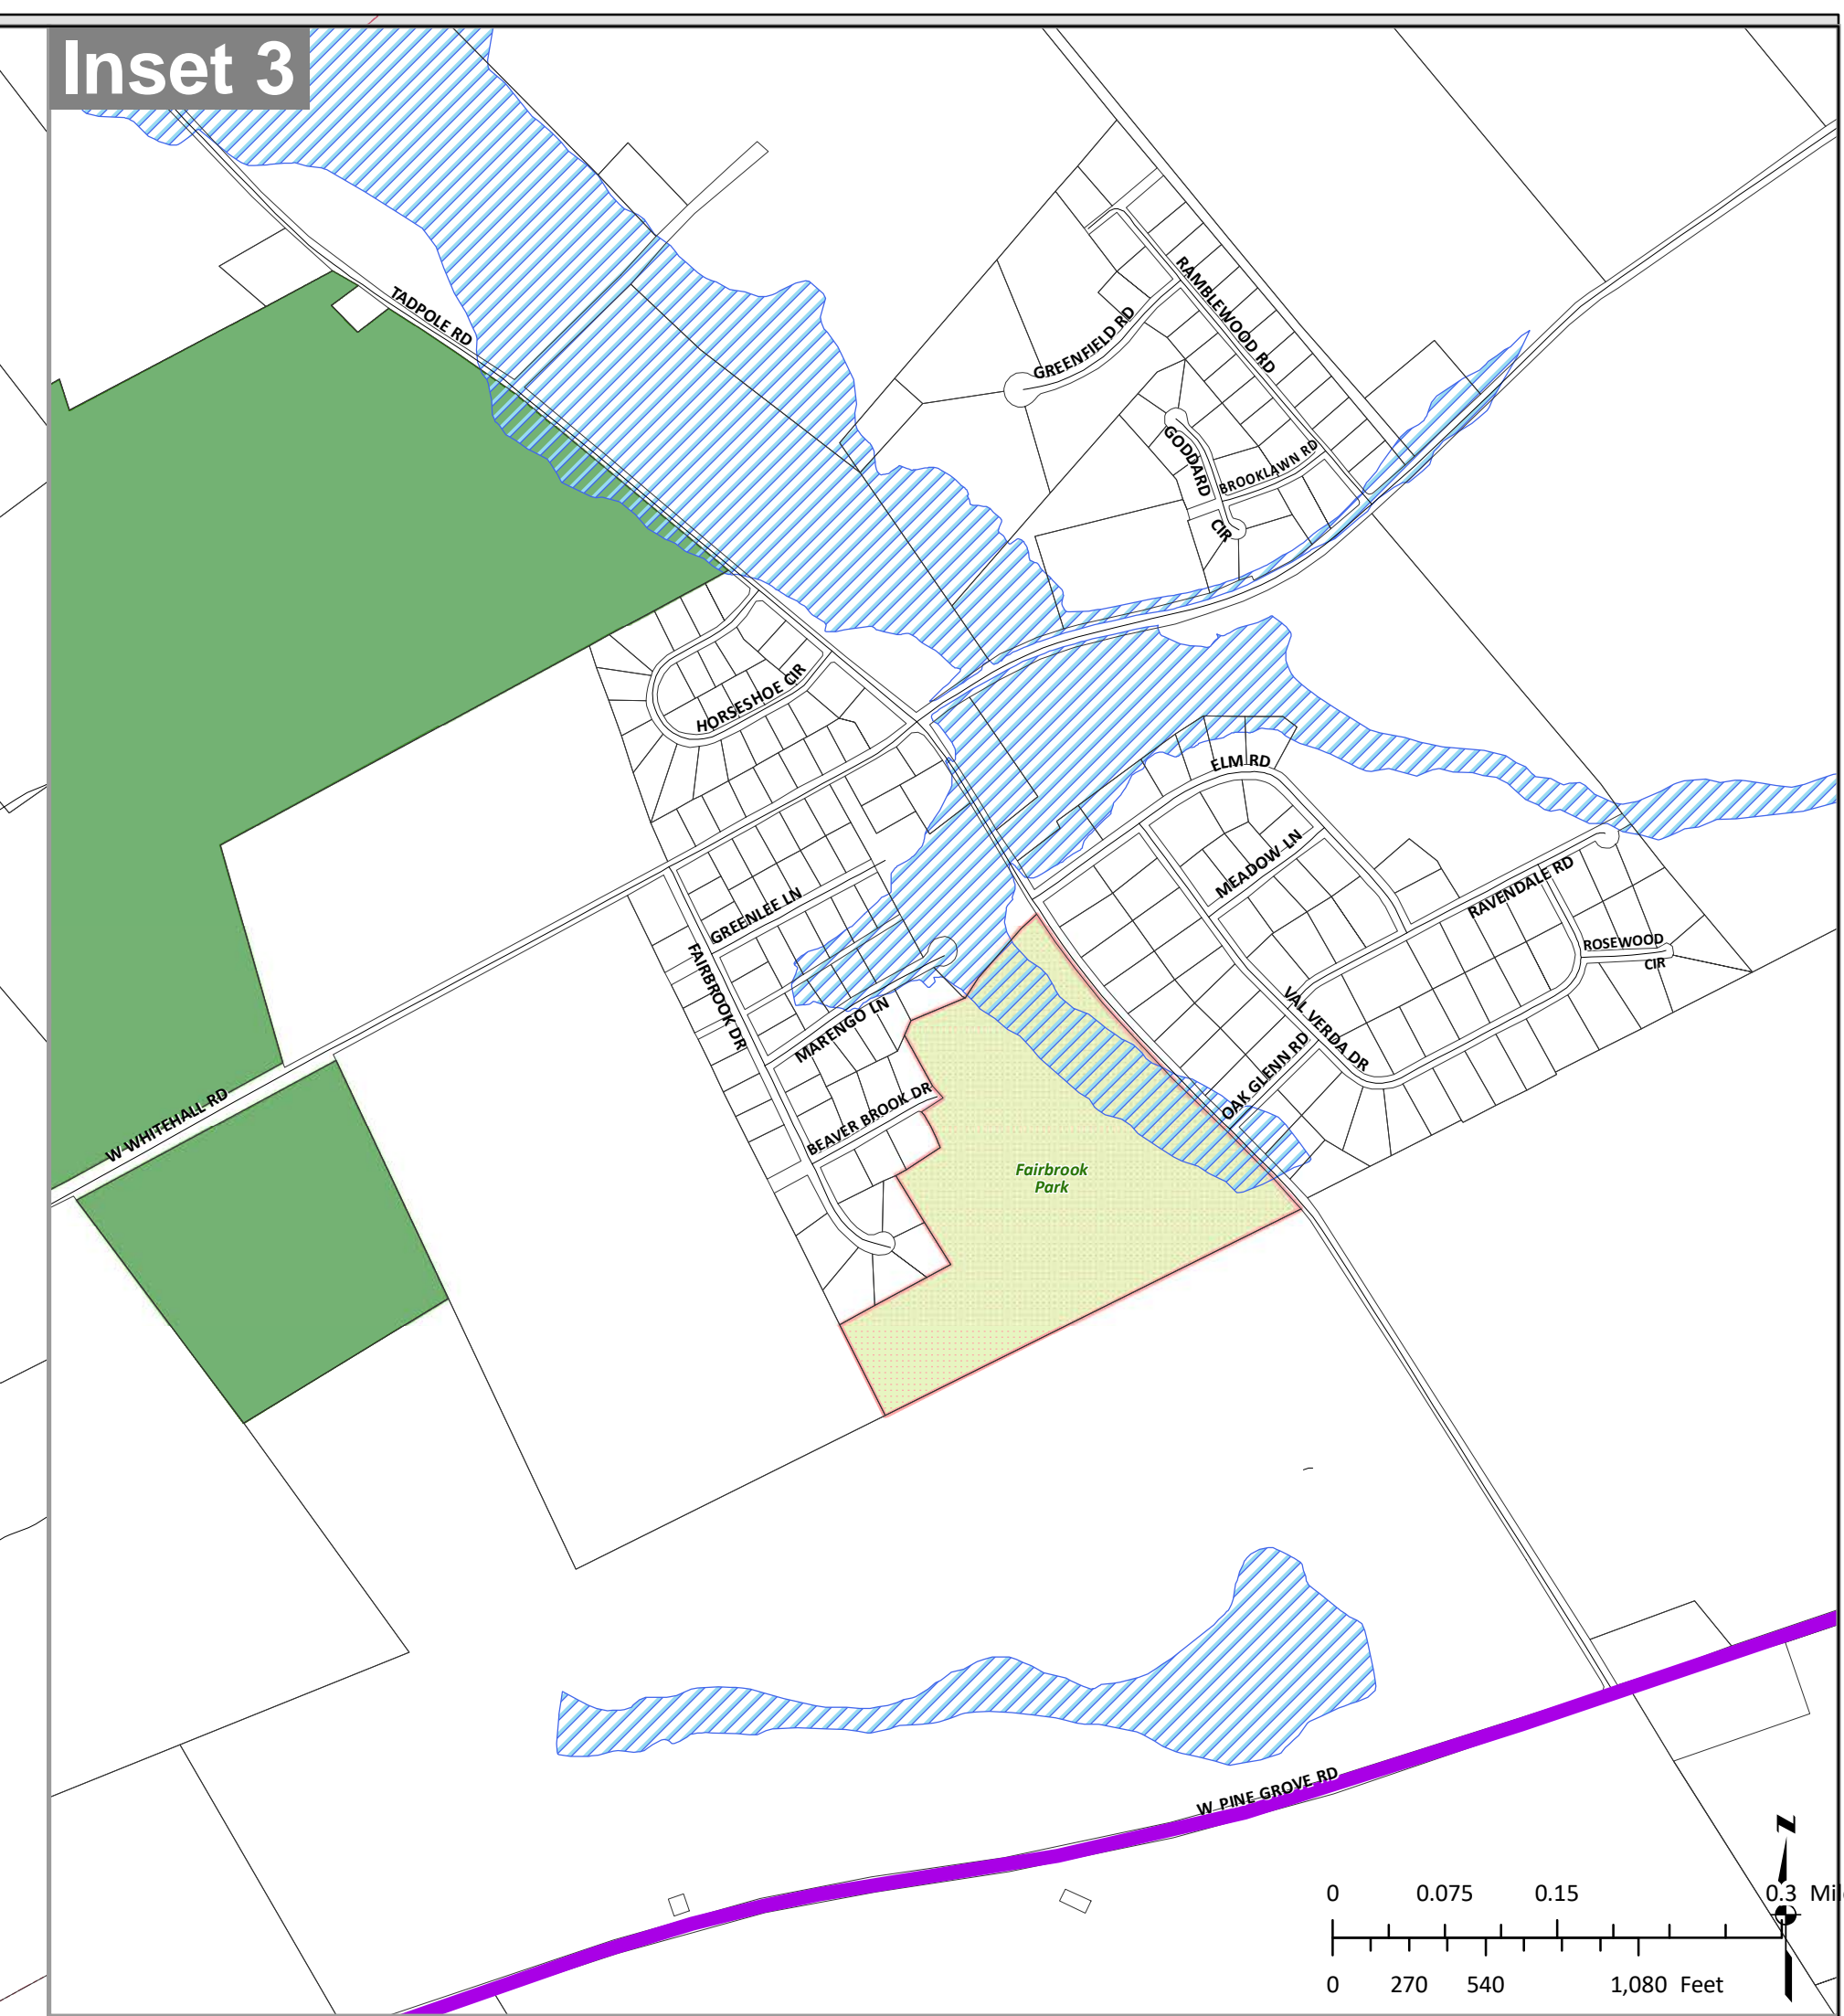 Inset 3
TADPOLE RD
RAMBLEWOOD RD
GREENFIELD RD
GODDARD
CIR
BROOKLAWN RD
HORSESHOE CIR
ELM RD
MEADOW LN
RAVENDALE RD
GREENLEE LN
ROSEWOOD
CIR
FAIRBROOK DR
MARENGO LN
VAL VERDA DR
OAK GLENN RD
BEAVER BROOK DR
W WHITEHALL RD
Fairbrook
Park
W PINE GROVE RD
N
0 0.075 0.15 0.3
0 270 540 1,080 Feet